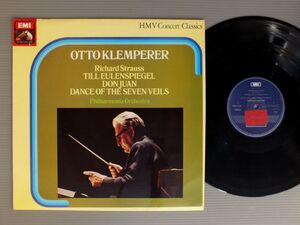 EMI
HMV Concert Classics
OTTO KLEMPERER
Richard Strauss
TILL EULENSPIEGEL
DON JUAN
DANCE OF THE SEVEN VEILS
Philharmonia Orchestra
EMI